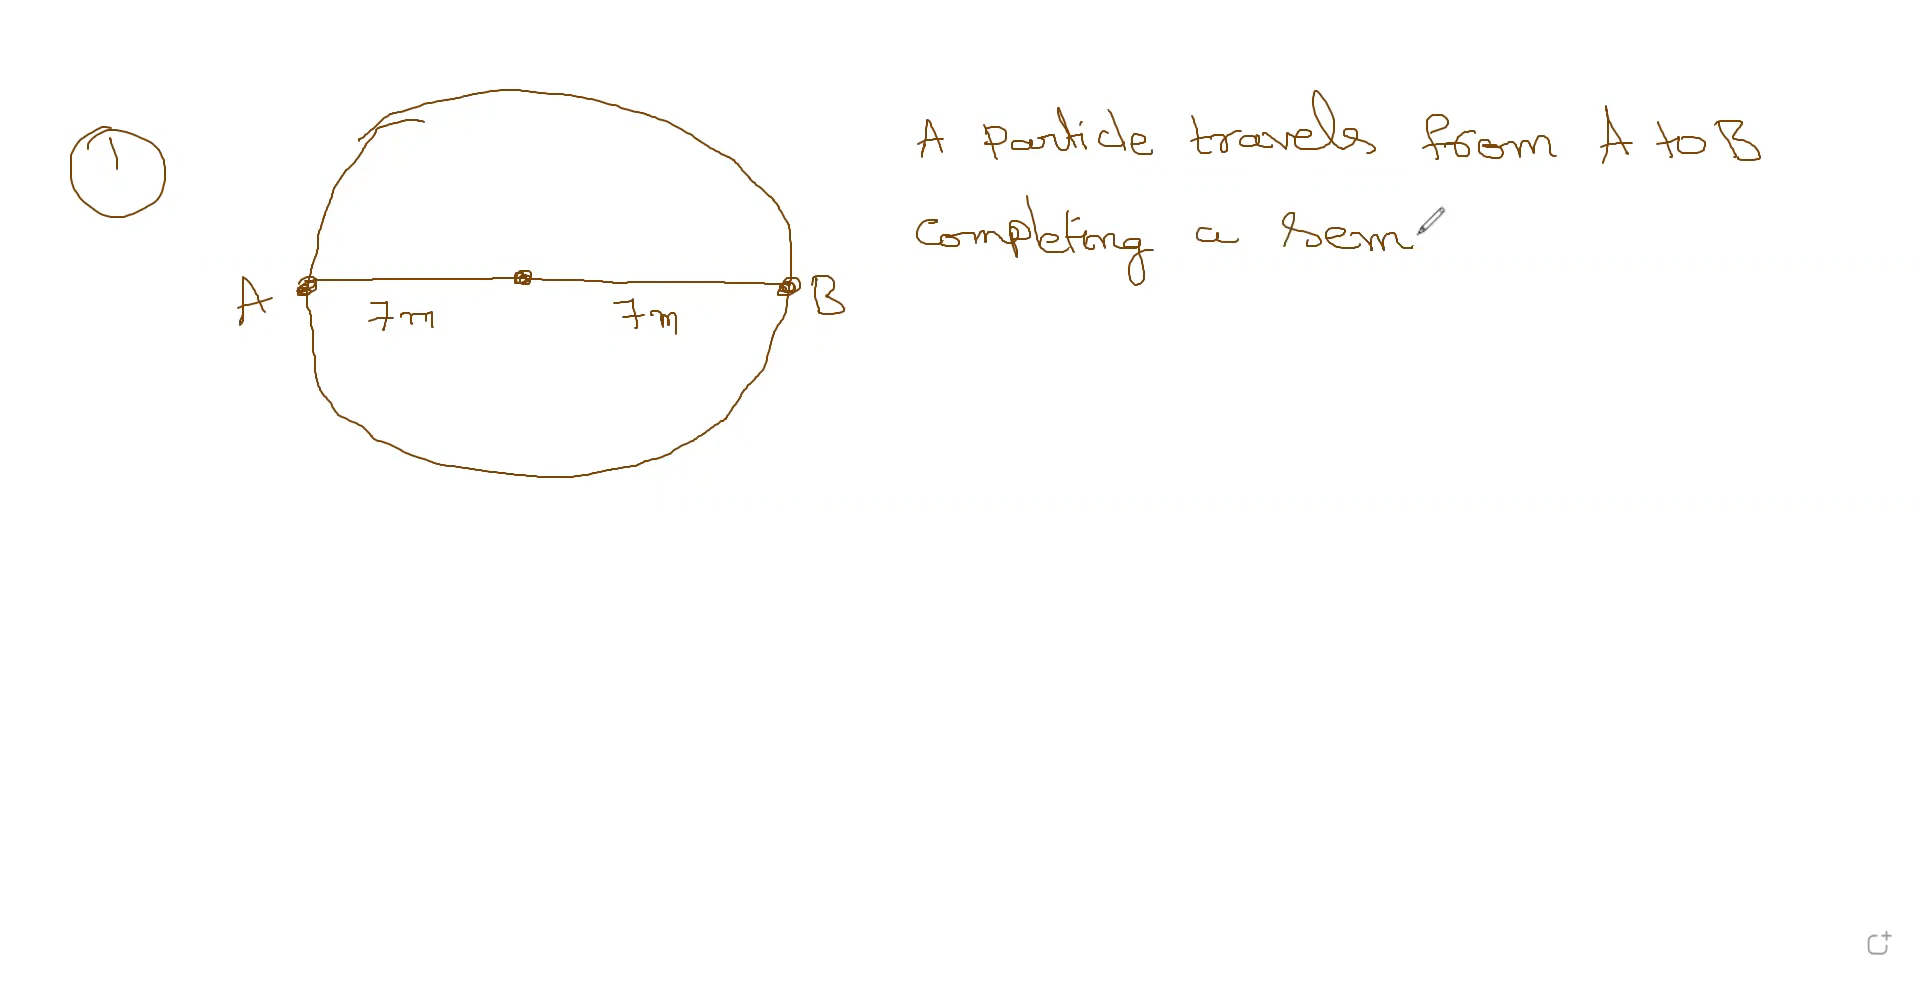 1
A particle travels from A to B
completing a sem
A
B
7m
7m